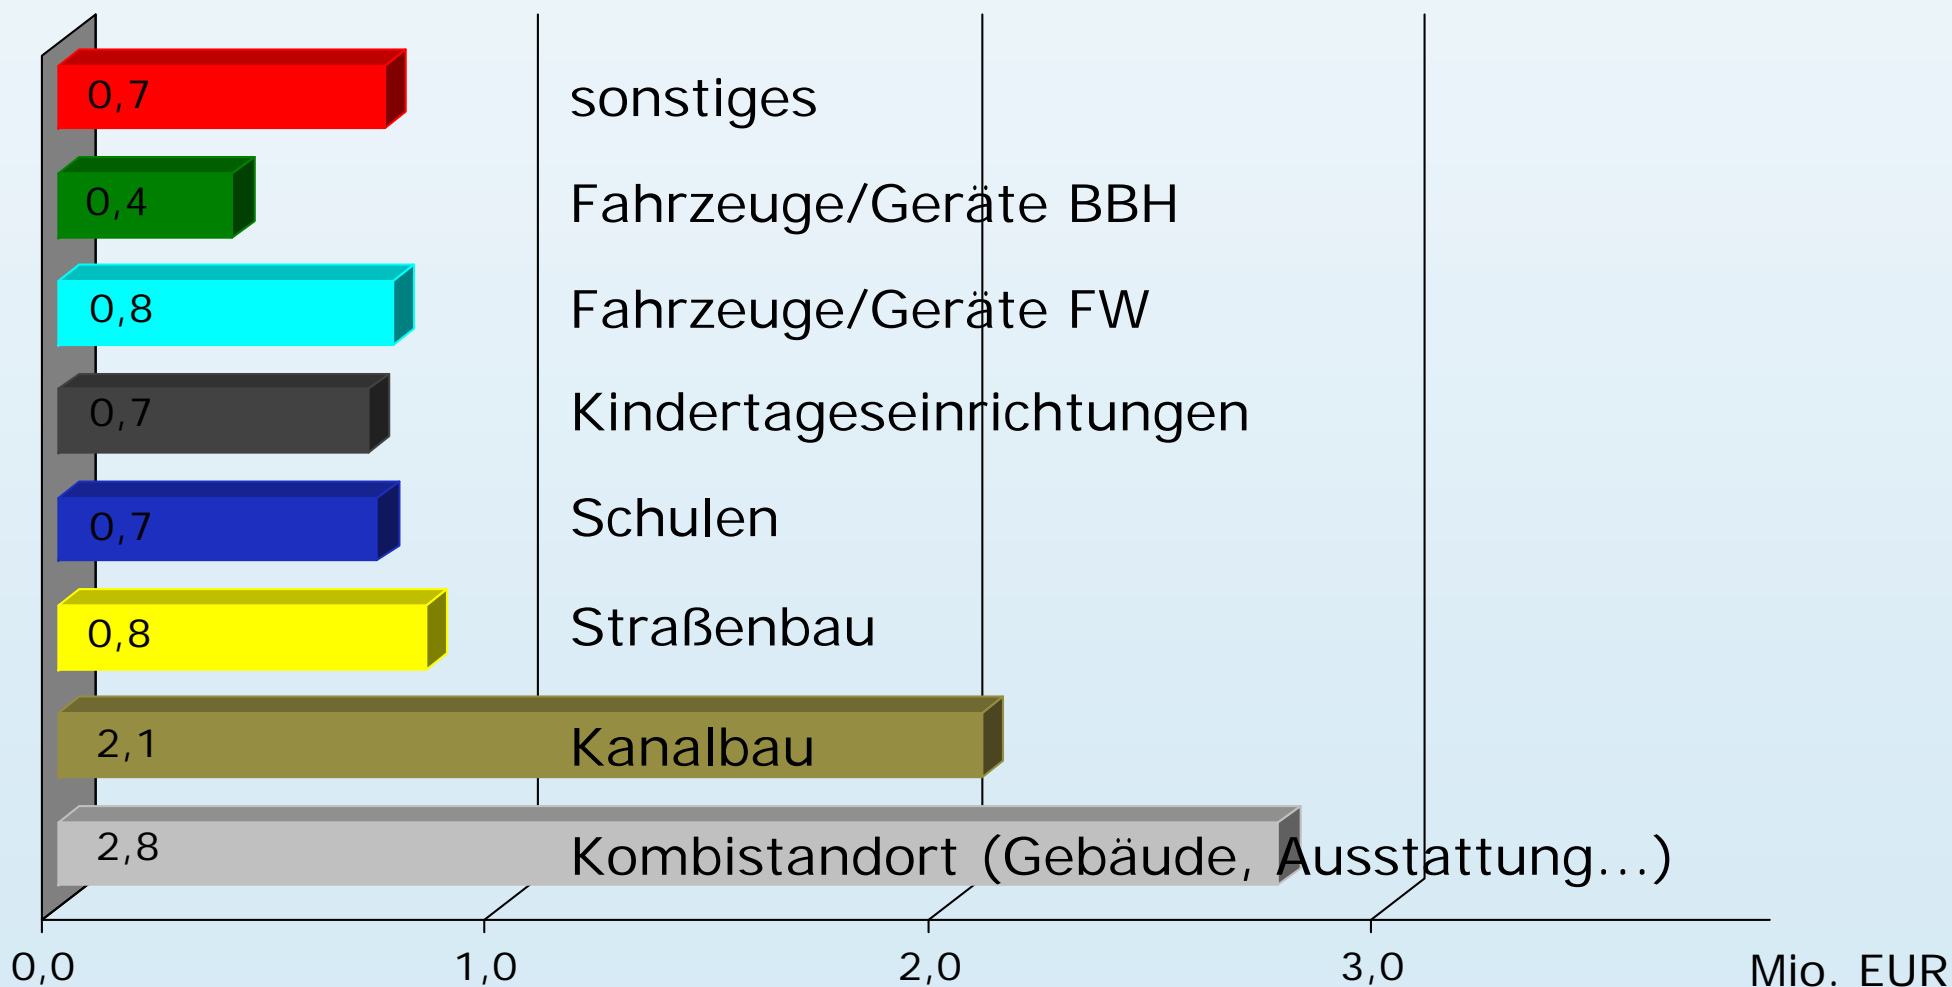 0,7 sonstiges
0,4 Fahrzeuge/Geräte BBH
0,8 Fahrzeuge/Geräte FW
0,7 Kindertageseinrichtungen
0,7 Schulen
0,8 Straßenbau
2,1 Kanalbau
2,8 Kombistandort (Gebäude, Ausstattung...)
0,0 1,0 2,0 3,0 Mio. EUR